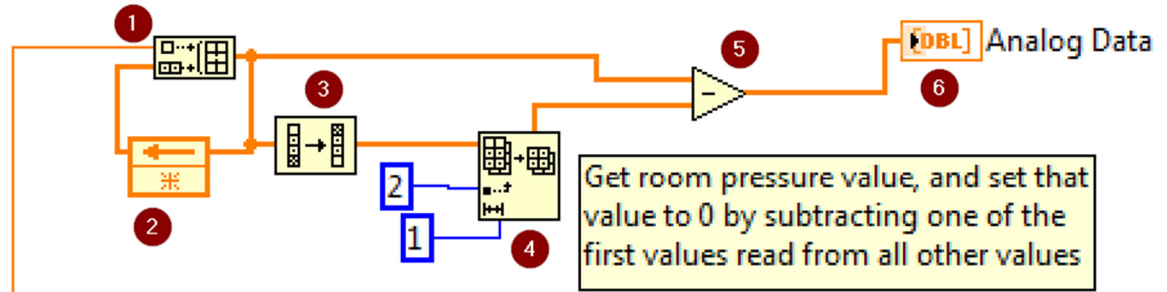 1
5
[DBL] Analog Data
3
6
2
Get room pressure value, and set that
value to 0 by subtracting one of the
first values read from all other values
1
2
4